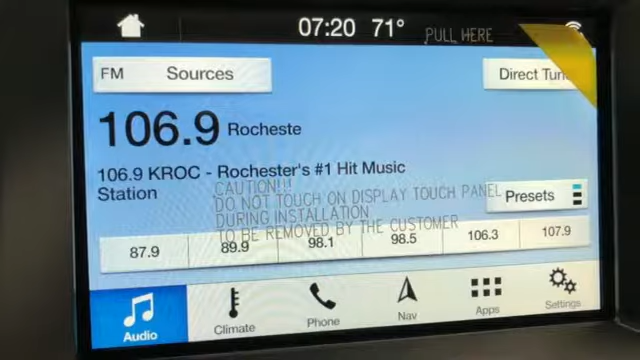 07:20 71° PULL HERE
FM Sources
Direct Tun
106.9 Rocheste
106.9 KROC - Rochester's #1 Hit Music
Station
CAUTION!!!
DO NOT TOUCH ON DISPLAY TOUCH PANEL
DURING INSTALLATION
TO BE REMOVED BY THE CUSTOMER
Presets
87.9 89.9 98.1 98.5 106.3 107.9
Audio Climate Phone Nav Apps Settings